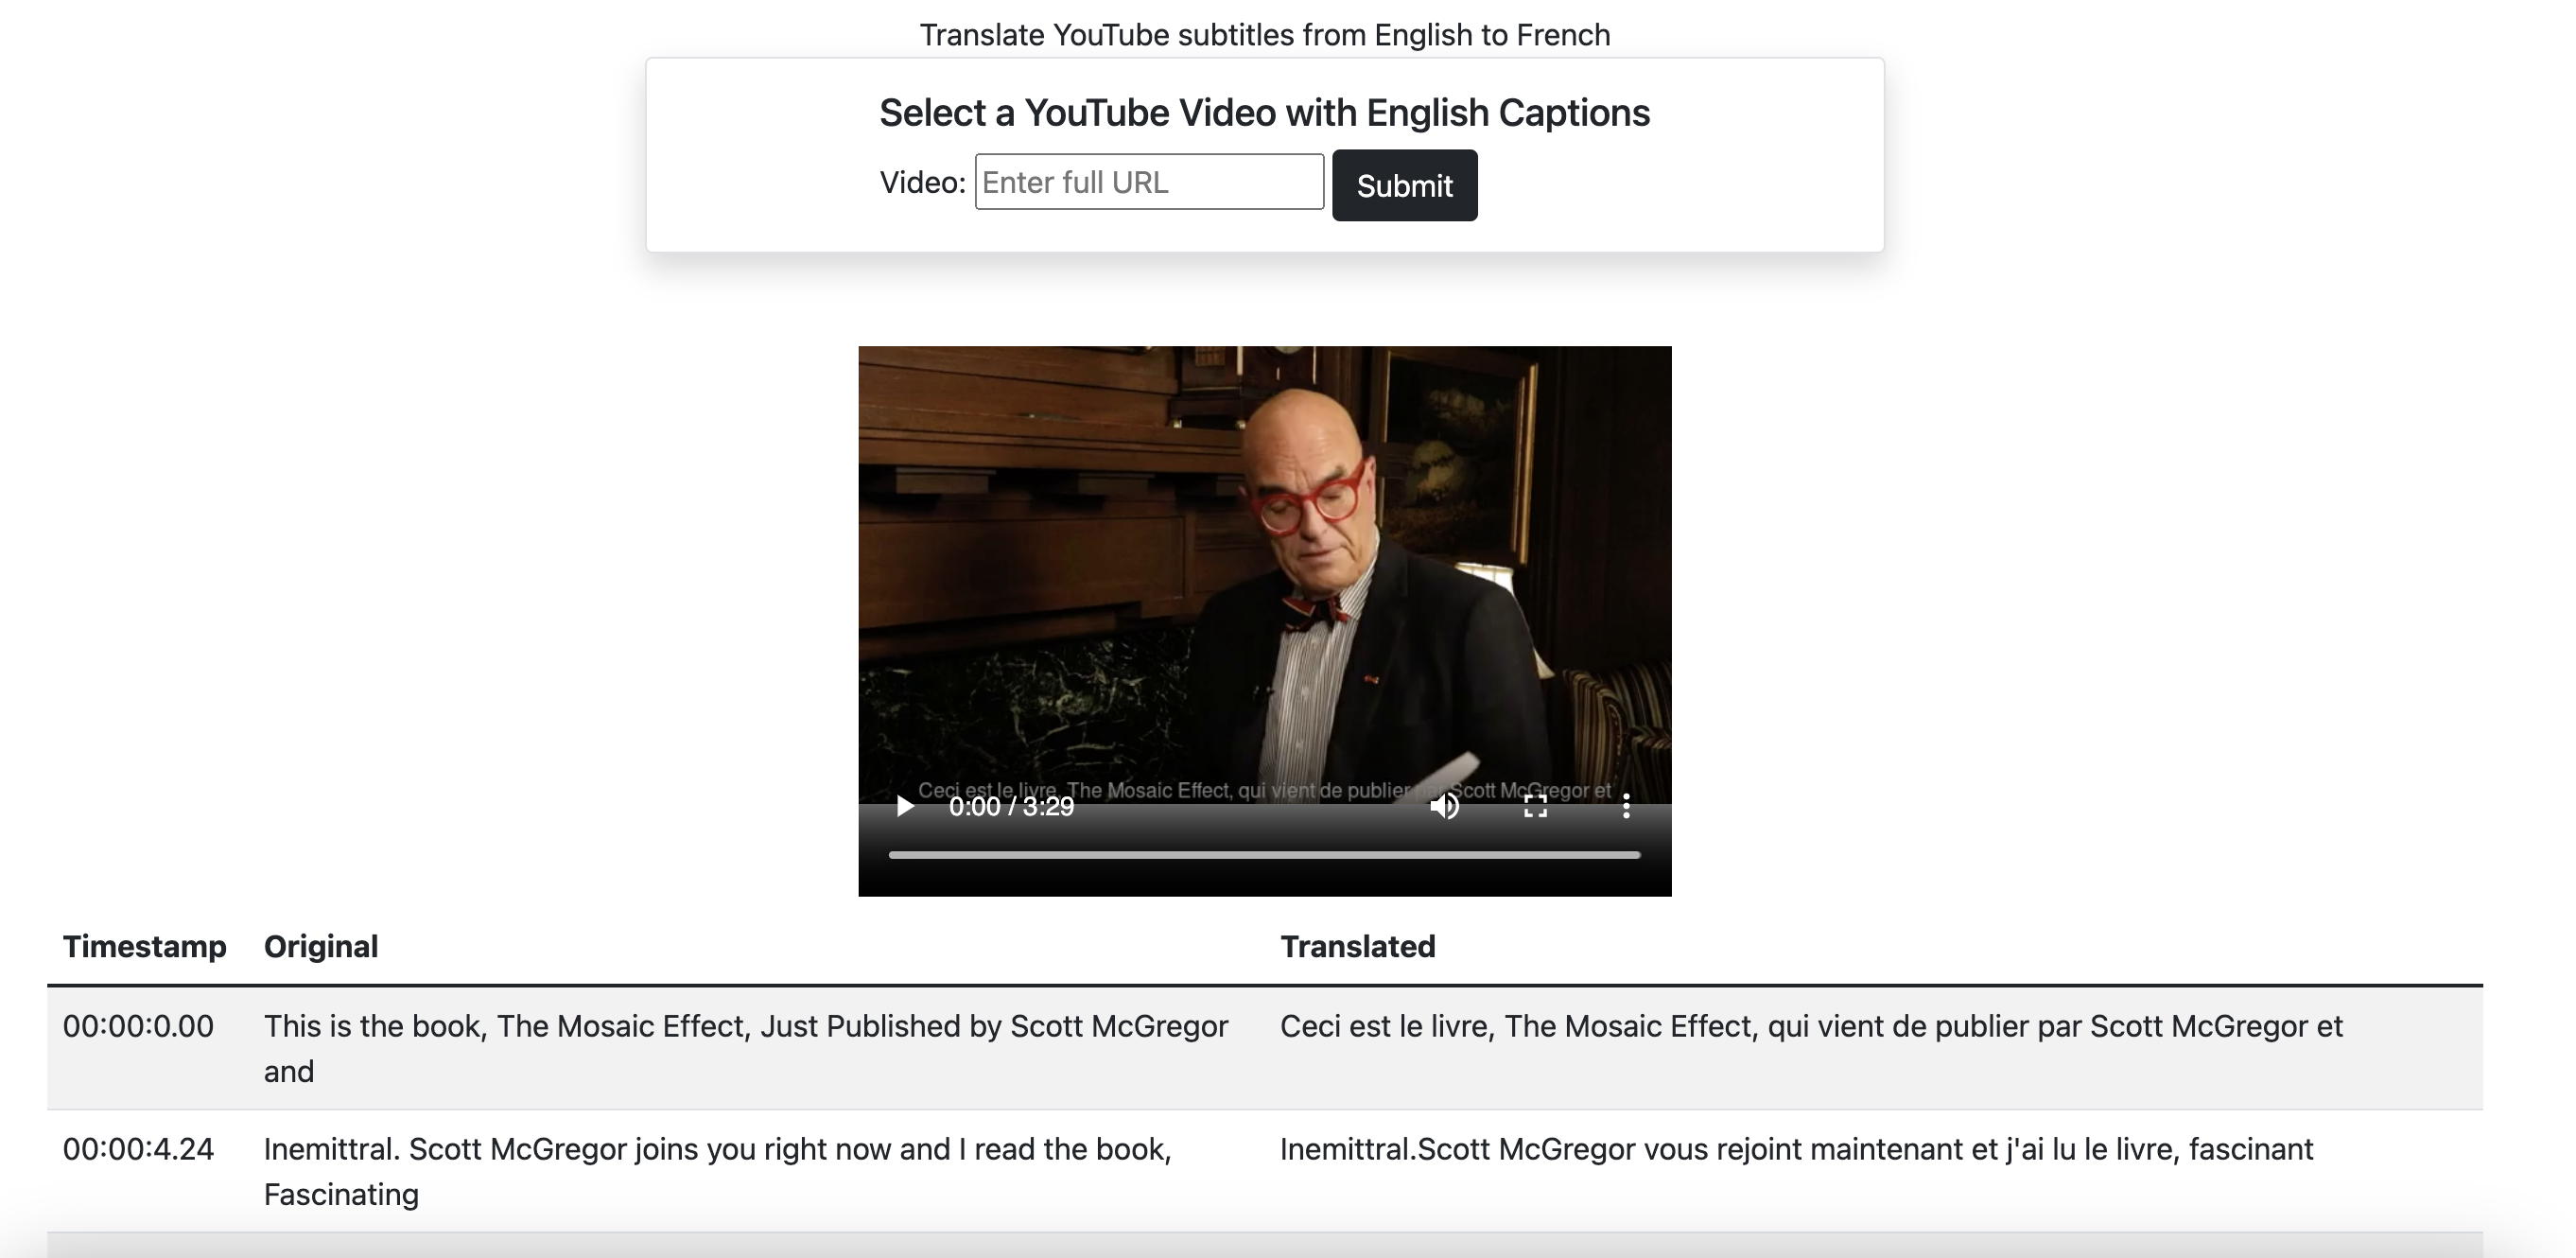 Translate YouTube subtitles from English to French
Select a YouTube Video with English Captions
Video: Enter full URL Submit
Ceci est le livre, The Mosaic Effect, qui vient de publier par Scott McGregor et
0:00 / 3:29
Timestamp Original Translated
00:00:0.00 This is the book, The Mosaic Effect, Just Published by Scott McGregor Ceci est le livre, The Mosaic Effect, qui vient de publier par Scott McGregor et
and
00:00:4.24 Inemittral. Scott McGregor joins you right now and I read the book, Inemittral.Scott McGregor vous rejoint maintenant et j'ai lu le livre, fascinant
Fascinating